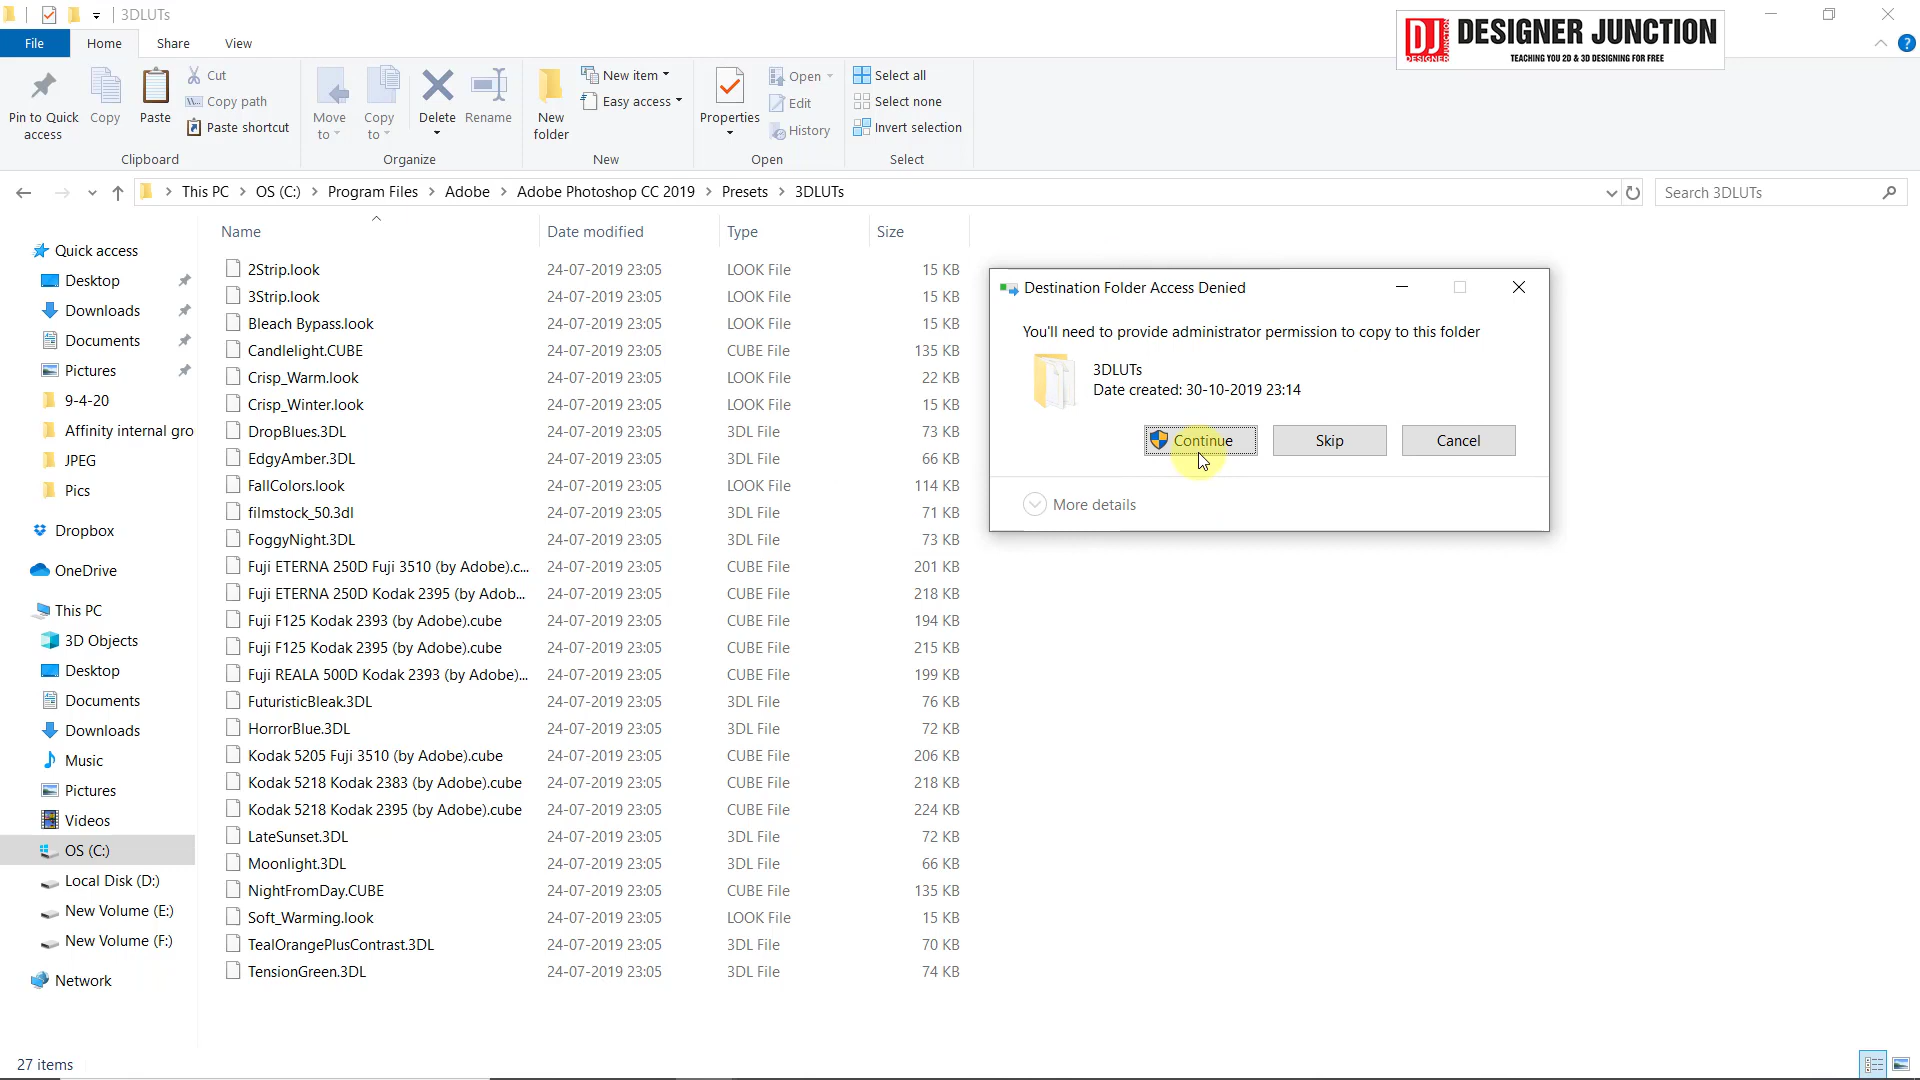 3DLUTs
DJ DESIGNER JUNCTION
DESIGNER JUNCTION
TEACHING YOU 2D & 3D DESIGNING FOR FREE
File Home Share View
Pin to Quick access
Copy
Paste
Cut
Copy path
Paste shortcut
Clipboard
Move to
Copy to
Delete
Rename
Organize
New folder
New item
Easy access
New
Properties
Open
Edit
History
Open
Select all
Select none
Invert selection
Select
This PC > OS (C:) > Program Files > Adobe > Adobe Photoshop CC 2019 > Presets > 3DLUTs
Search 3DLUTs
Quick access
Desktop
Downloads
Documents
Pictures
9-4-20
Affinity internal gro
JPEG
Pics
Dropbox
OneDrive
This PC
3D Objects
Desktop
Documents
Downloads
Music
Pictures
Videos
OS (C:)
Local Disk (D:)
New Volume (E:)
New Volume (F:)
Network
Name Date modified Type Size
2Strip.look 24-07-2019 23:05 LOOK File 15 KB
3Strip.look 24-07-2019 23:05 LOOK File 15 KB
Bleach Bypass.look 24-07-2019 23:05 LOOK File 15 KB
Candlelight.CUBE 24-07-2019 23:05 CUBE File 135 KB
Crisp_Warm.look 24-07-2019 23:05 LOOK File 22 KB
Crisp_Winter.look 24-07-2019 23:05 LOOK File 15 KB
DropBlues.3DL 24-07-2019 23:05 3DL File 73 KB
EdgyAmber.3DL 24-07-2019 23:05 3DL File 66 KB
FallColors.look 24-07-2019 23:05 LOOK File 114 KB
filmstock_50.3dl 24-07-2019 23:05 3DL File 71 KB
FoggyNight.3DL 24-07-2019 23:05 3DL File 73 KB
Fuji ETERNA 250D Fuji 3510 (by Adobe).c... 24-07-2019 23:05 CUBE File 201 KB
Fuji ETERNA 250D Kodak 2395 (by Adob... 24-07-2019 23:05 CUBE File 218 KB
Fuji F125 Kodak 2393 (by Adobe).cube 24-07-2019 23:05 CUBE File 194 KB
Fuji F125 Kodak 2395 (by Adobe).cube 24-07-2019 23:05 CUBE File 215 KB
Fuji REALA 500D Kodak 2393 (by Adobe)... 24-07-2019 23:05 CUBE File 199 KB
FuturisticBleak.3DL 24-07-2019 23:05 3DL File 76 KB
HorrorBlue.3DL 24-07-2019 23:05 3DL File 72 KB
Kodak 5205 Fuji 3510 (by Adobe).cube 24-07-2019 23:05 CUBE File 206 KB
Kodak 5218 Kodak 2383 (by Adobe).cube 24-07-2019 23:05 CUBE File 218 KB
Kodak 5218 Kodak 2395 (by Adobe).cube 24-07-2019 23:05 CUBE File 224 KB
LateSunset.3DL 24-07-2019 23:05 3DL File 72 KB
Moonlight.3DL 24-07-2019 23:05 3DL File 66 KB
NightFromDay.CUBE 24-07-2019 23:05 CUBE File 135 KB
Soft_Warming.look 24-07-2019 23:05 LOOK File 15 KB
TealOrangePlusContrast.3DL 24-07-2019 23:05 3DL File 70 KB
TensionGreen.3DL 24-07-2019 23:05 3DL File 74 KB
Destination Folder Access Denied
You'll need to provide administrator permission to copy to this folder
3DLUTs
Date created: 30-10-2019 23:14
Continue Skip Cancel
More details
27 items